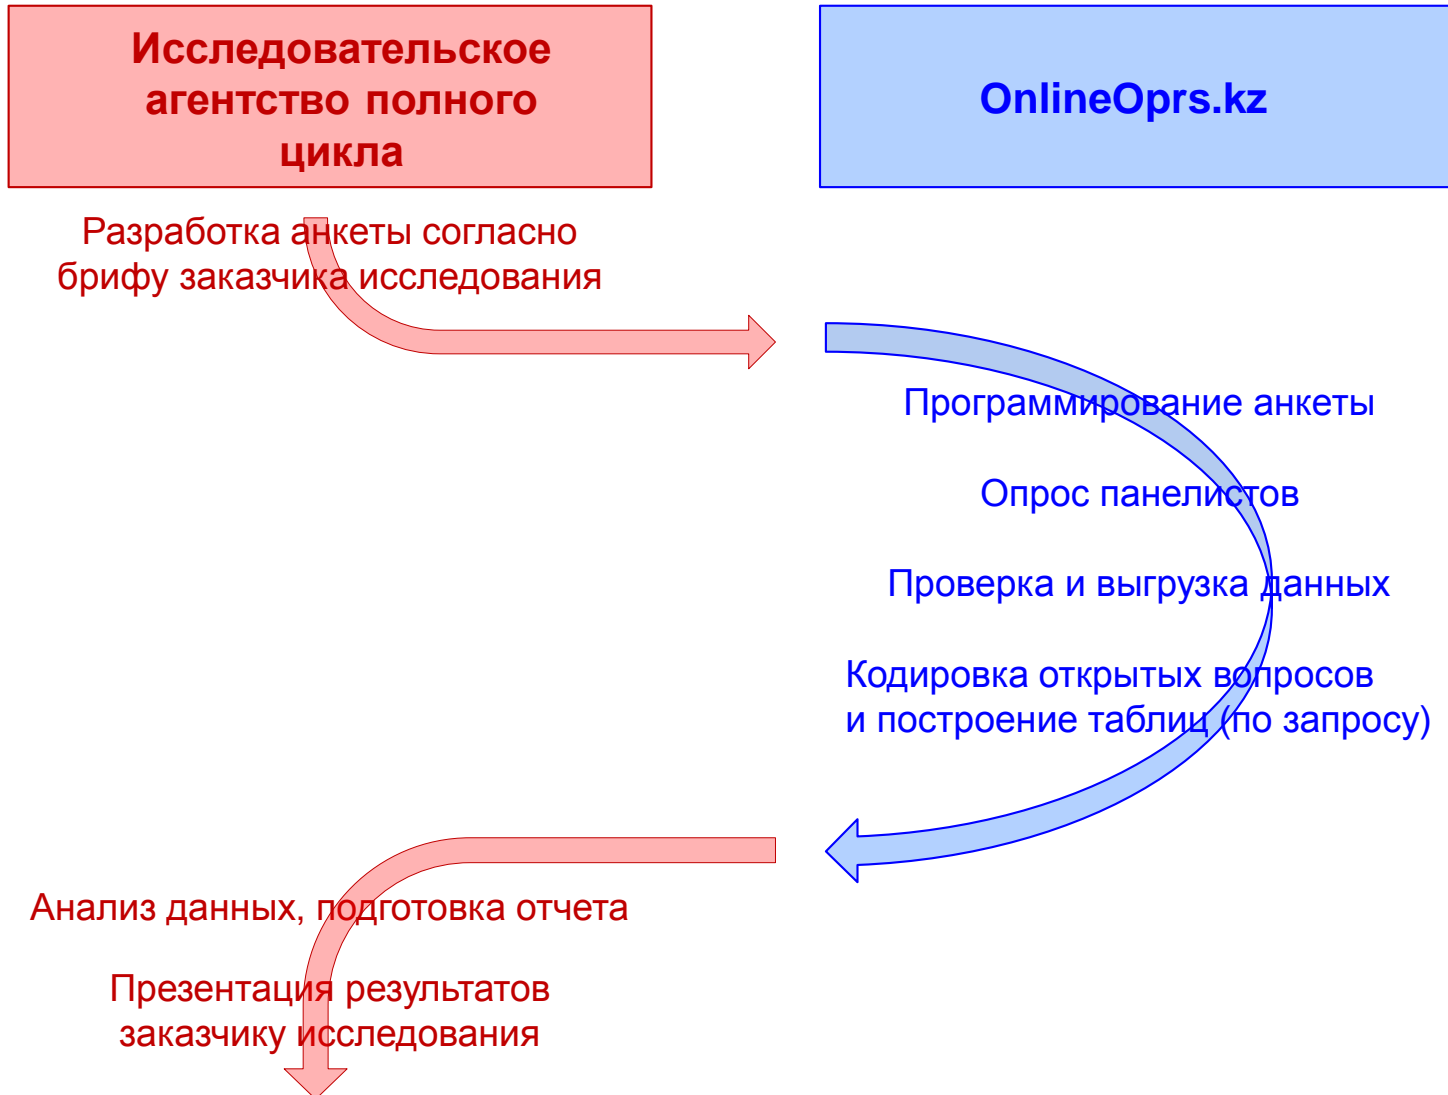 Исследовательское
агентство полного
цикла
OnlineOprs.kz
Разработка анкеты согласно
брифу заказчика исследования
Программирование анкеты
Опрос панелистов
Проверка и выгрузка данных
Кодировка открытых вопросов
и построение таблиц (по запросу)
Анализ данных, подготовка отчета
Презентация результатов
заказчику исследования